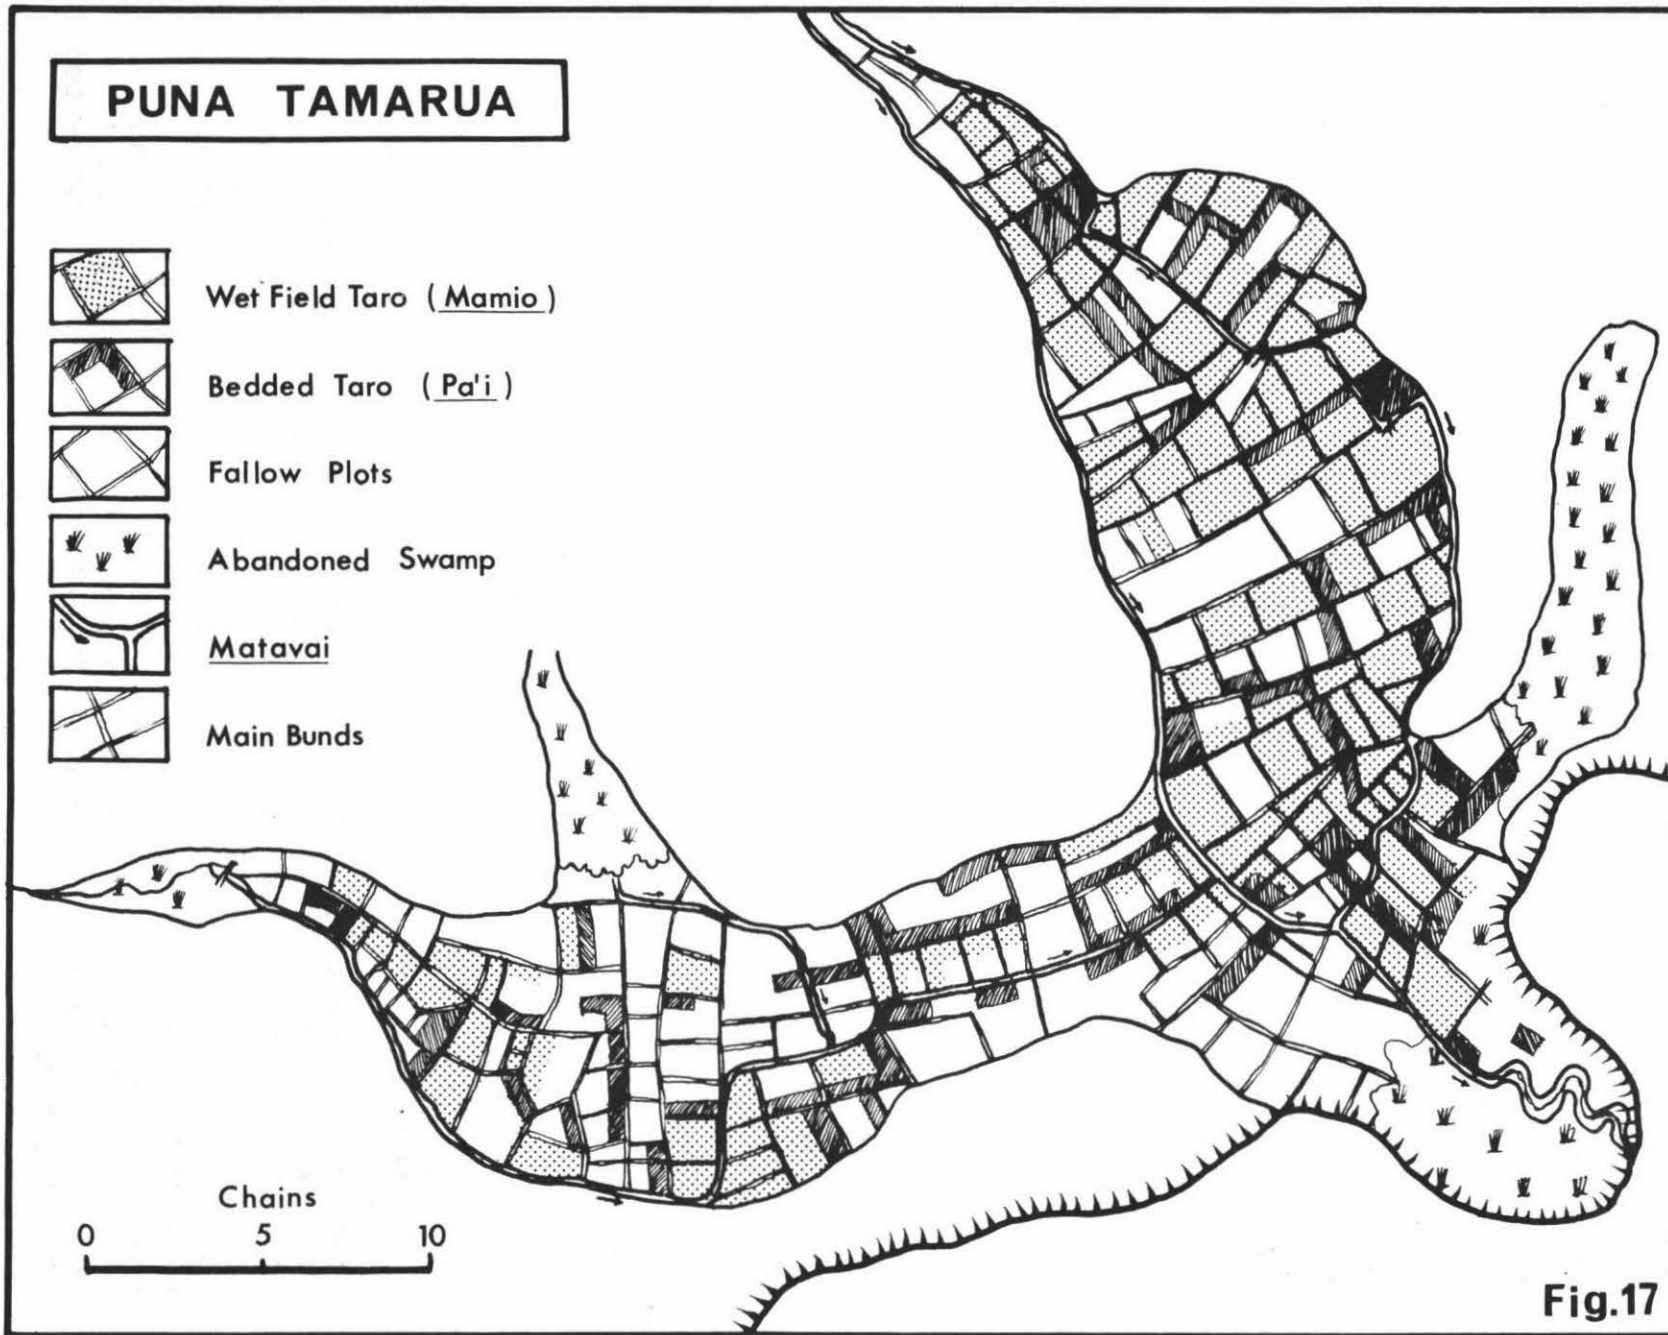 PUNA TAMARUA
Wet Field Taro (Mamio)
Bedded Taro (Pa'i)
Fallow Plots
Abandoned Swamp
Matavai
Main Bunds
Chains
0 5 10
Fig.17